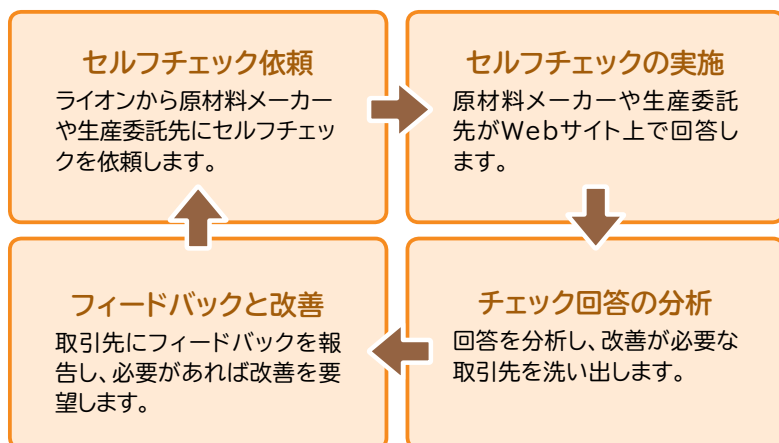 セルフチェック依頼
ライオンから原材料メーカー
や生産委託先にセルフチェッ
クを依頼します。
セルフチェックの実施
原材料メーカーや生産委託
先がWebサイト上で回答し
ます。
フィードバックと改善
取引先にフィードバックを報
告し、必要があれば改善を要
望します。
チェック回答の分析
回答を分析し、改善が必要な
取引先を洗い出します。